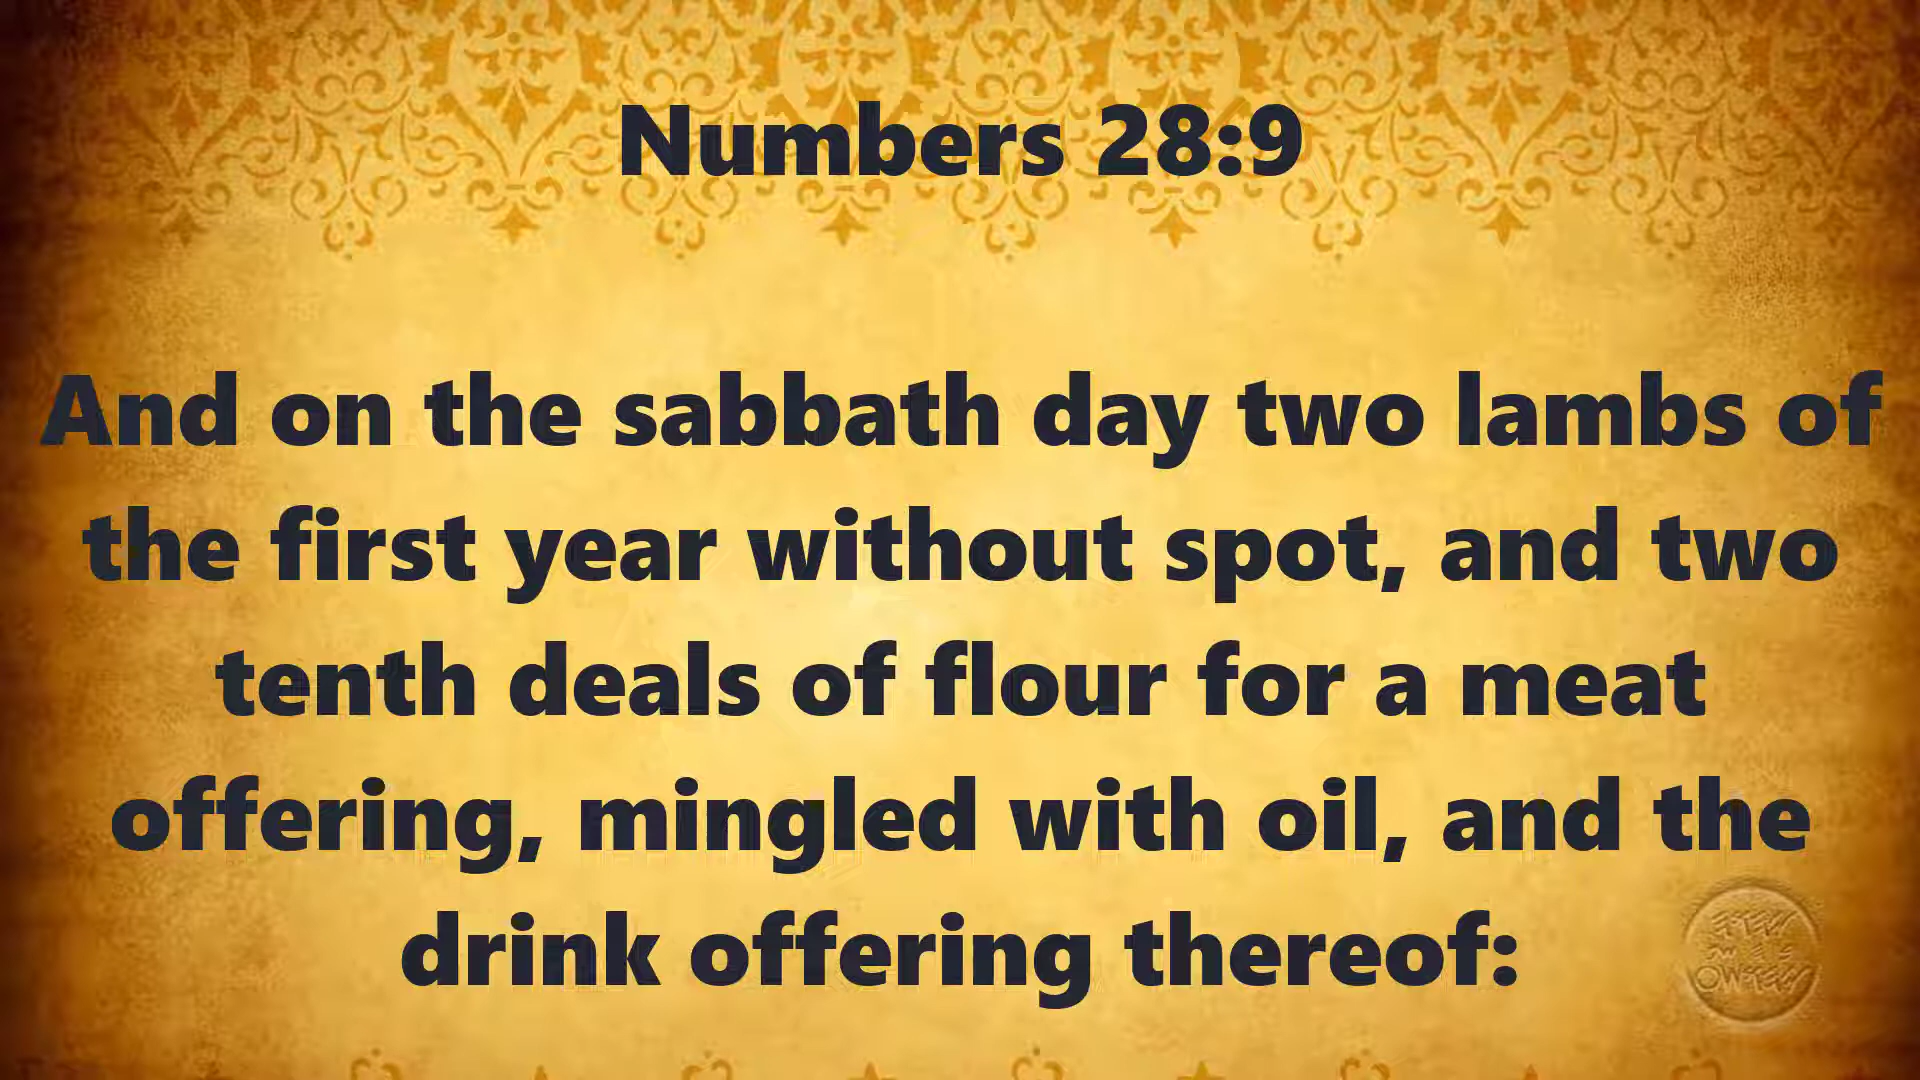 Numbers 28:9
And on the sabbath day two lambs of
the first year without spot, and two
tenth deals of flour for a meat
offering, mingled with oil, and the
drink offering thereof: